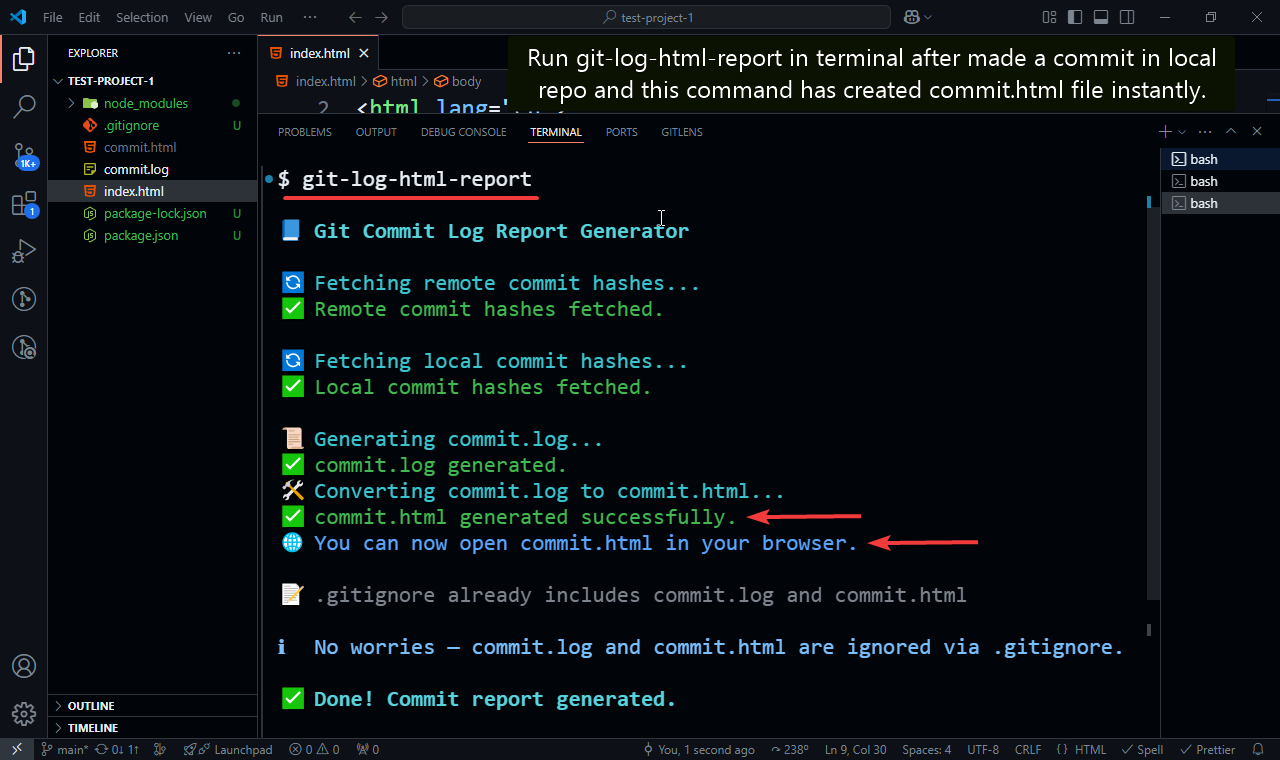 File Edit Selection View Go Run ··· test-project-1
EXPLORER ···
TEST-PROJECT-1
node_modules
.gitignore U
commit.html
commit.log
index.html
package-lock.json U
package.json U
OUTLINE
TIMELINE
1K+
1
index.html
index.html > html > body
Run git-log-html-report in terminal after made a commit in local
repo and this command has created commit.html file instantly.
2 <html lang=
PROBLEMS OUTPUT DEBUG CONSOLE TERMINAL PORTS GITLENS
bash
bash
bash
$ git-log-html-report
Git Commit Log Report Generator
Fetching remote commit hashes...
Remote commit hashes fetched.
Fetching local commit hashes...
Local commit hashes fetched.
Generating commit.log...
commit.log generated.
Converting commit.log to commit.html...
commit.html generated successfully.
You can now open commit.html in your browser.
.gitignore already includes commit.log and commit.html
ℹ No worries — commit.log and commit.html are ignored via .gitignore.
Done! Commit report generated.
main* 0↓ 1↑ Launchpad 0 0 0 You, 1 second ago 238° Ln 9, Col 30 Spaces: 4 UTF-8 CRLF {} HTML Spell Prettier